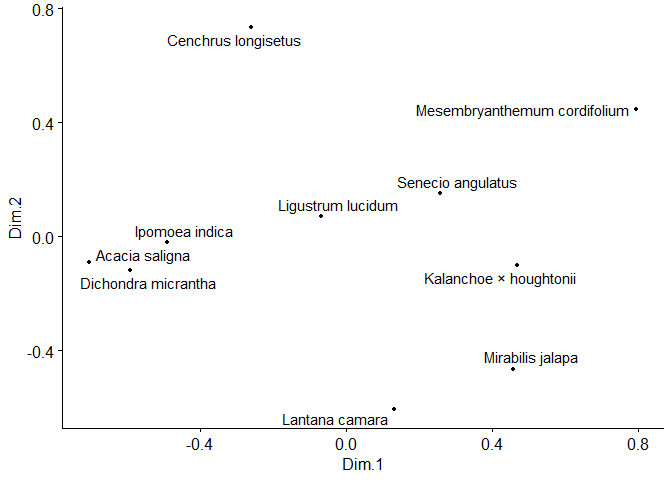 0.8
Cenchrus longisetus
Mesembryanthemum cordifolium
0.4
Senecio angulatus
Ligustrum lucidum
Dim.2
Ipomoea indica
0.0
Acacia saligna
Kalanchoe × houghtonii
Dichondra micrantha
-0.4
Mirabilis jalapa
Lantana camara
-0.4 0.0 0.4 0.8
Dim.1